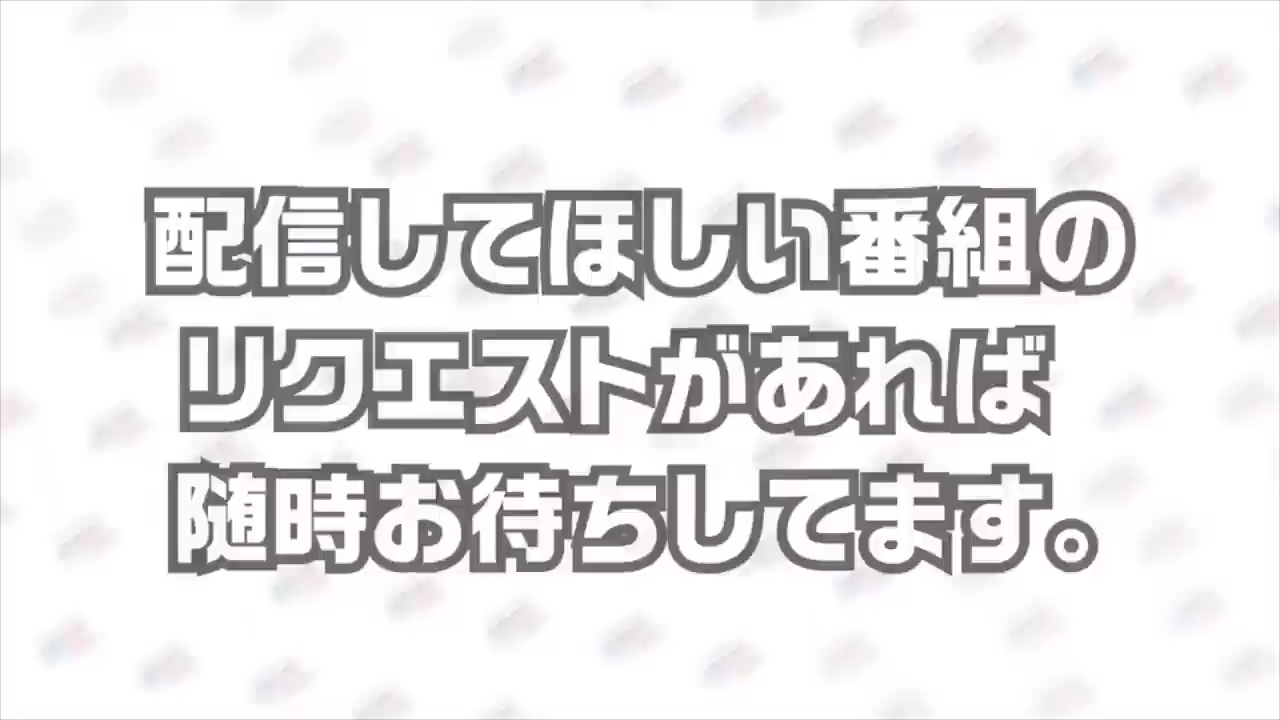 配信してほしい番組の
リクエストがあれば
随時お待ちしてます。